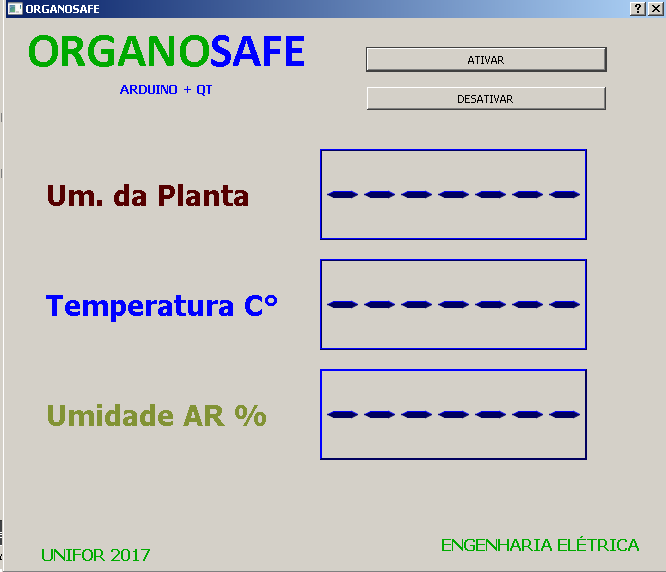 ORGANOSAFE
ORGANOSAFE
ARDUINO + QT
ATIVAR
DESATIVAR
Um. da Planta
-------
Temperatura C°
-------
Umidade AR %
-------
UNIFOR 2017
ENGENHARIA ELÉTRICA